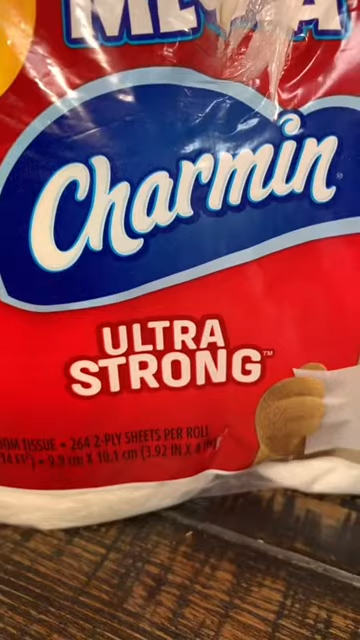 MEGA
Charmin®
ULTRA
STRONG™
TISSUE • 264 2-PLY SHEETS PER ROLL
• 9.9 cm X 10.1 cm (3.92 IN X 4 IN